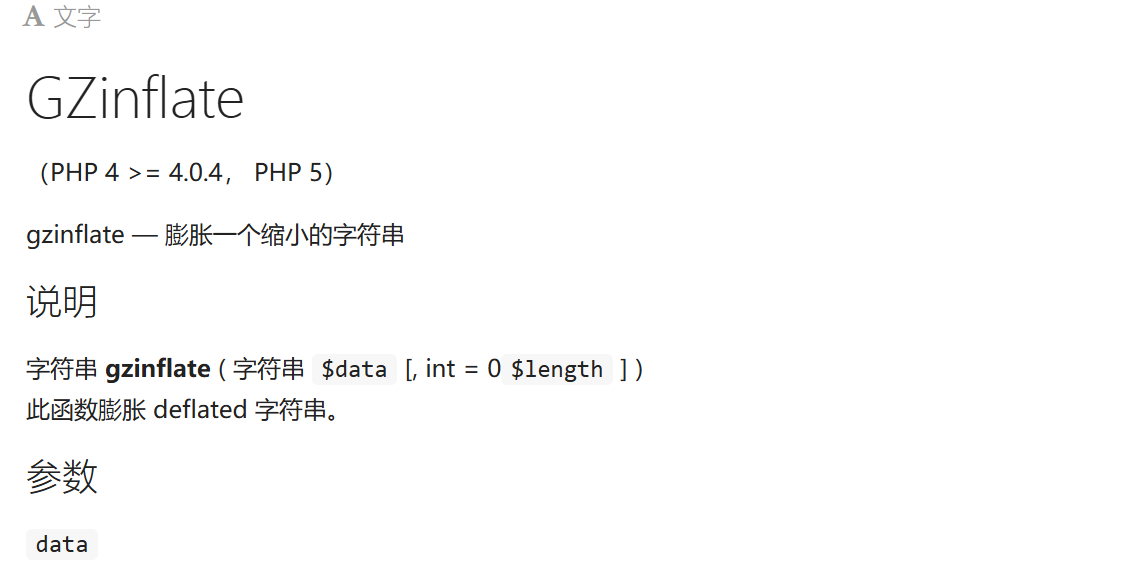 A 文字
GZinflate
（PHP 4 >= 4.0.4， PHP 5）
gzinflate — 膨胀一个缩小的字符串
说明
字符串 gzinflate ( 字符串 $data [, int = 0 $length ] )
此函数膨胀 deflated 字符串。
参数
data